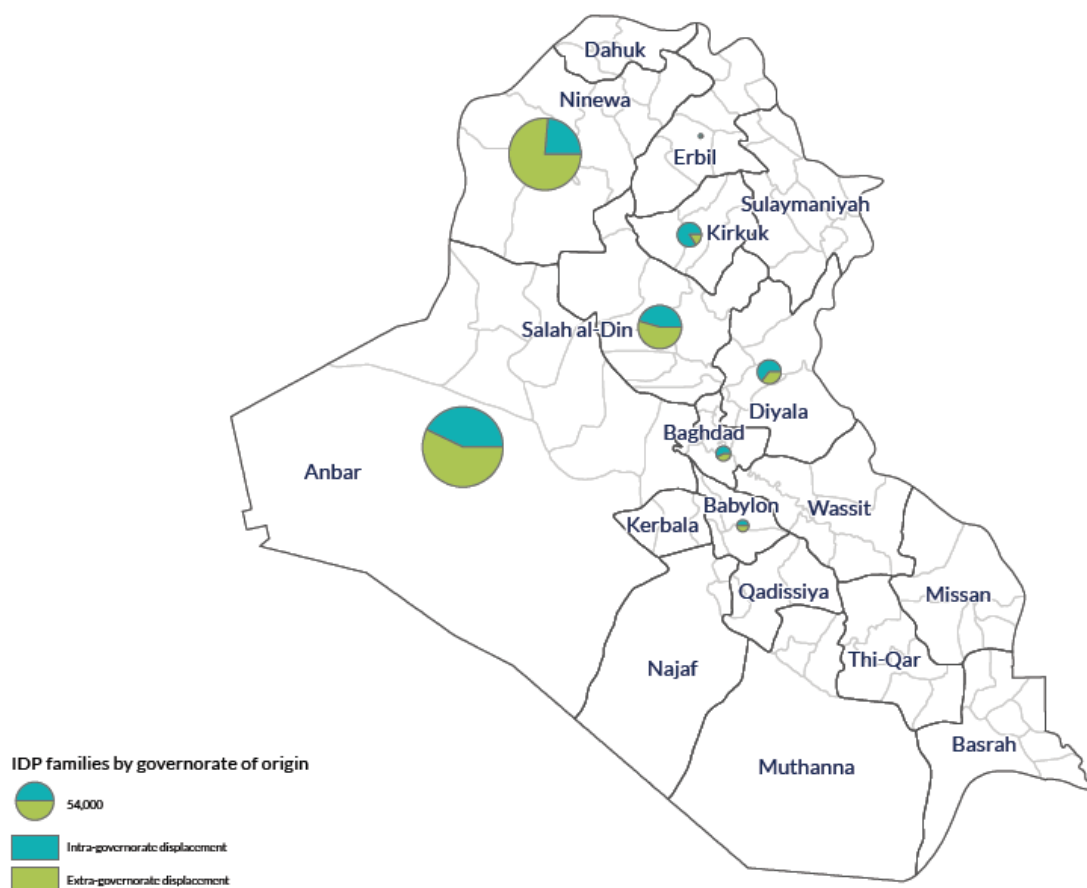 Dahuk
Ninewa
Erbil
Sulaymaniyah
Kirkuk
Salah al-Din
Diyala
Baghdad
Anbar
Babylon
Wassit
Kerbala
Qadissiya
Missan
Thi-Qar
Najaf
Basrah
Muthanna
IDP families by governorate of origin
54,000
Intra-governorate displacement
Extra-governorate displacement